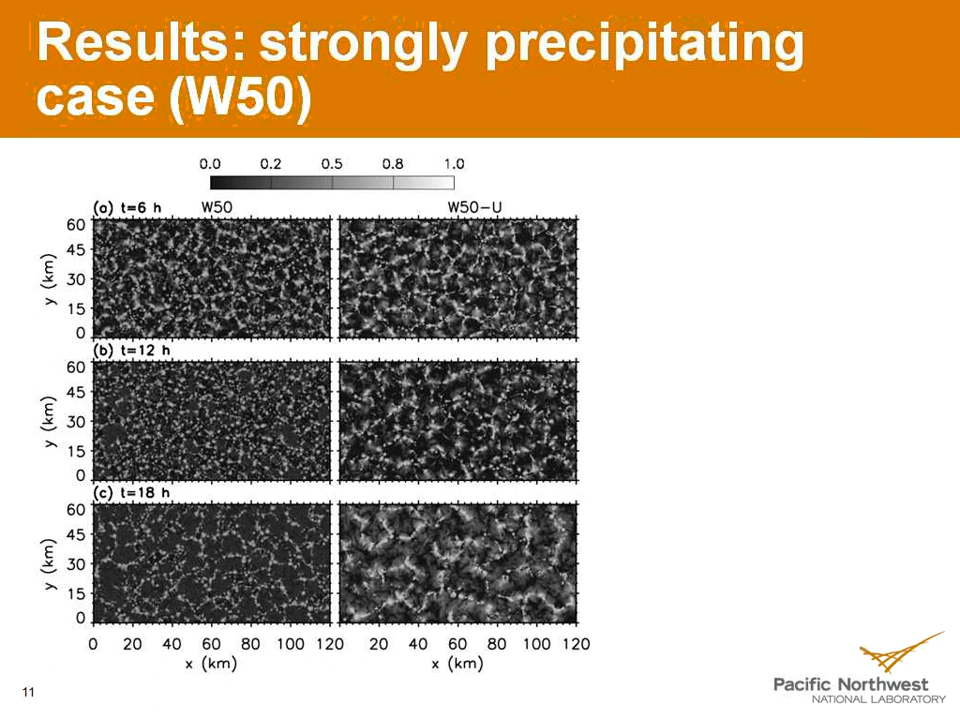 Results: strongly precipitating
case (W50)
0.0 0.2 0.5 0.8 1.0
(a) t=6 h W50 W50-U
60
45
30
15
0
y (km)
(b) t=12 h
60
45
30
15
0
y (km)
(c) t=18 h
60
45
30
15
0
y (km)
0 20 40 60 80 100 120 20 40 60 80 100 120
x (km) x (km)
11
Pacific Northwest
NATIONAL LABORATORY